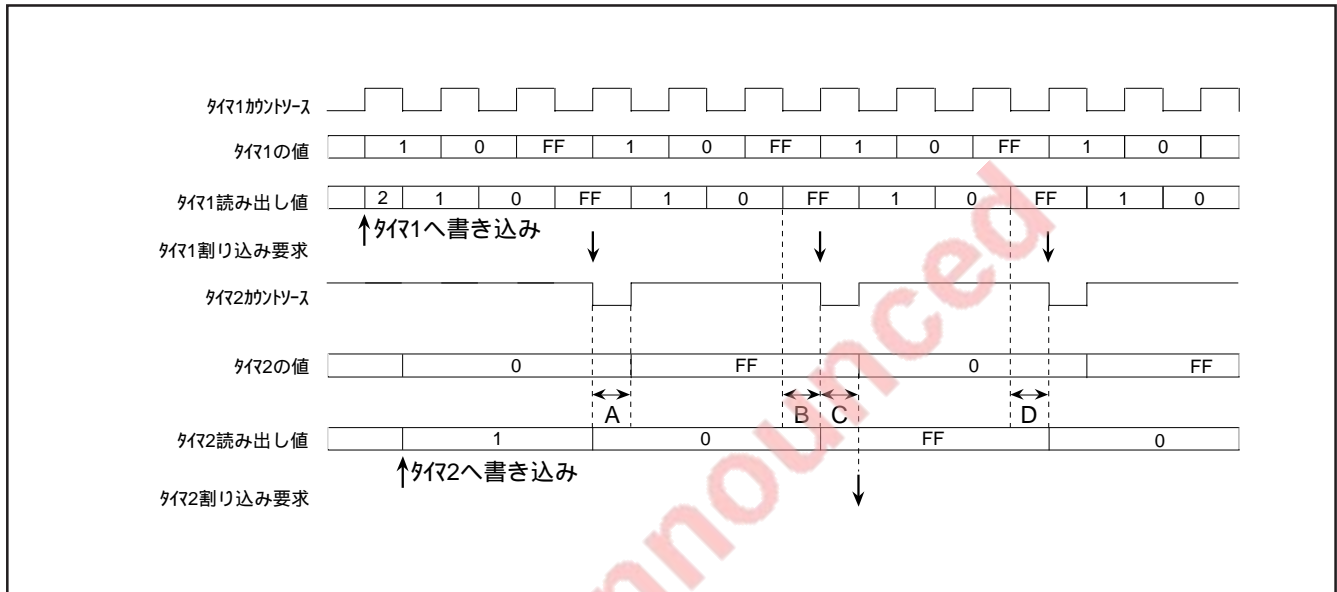 ﾀｲﾏ1ｶｳﾝﾄｿｰｽ
ﾀｲﾏ1の値 1 0 FF 1 0 FF 1 0 FF 1 0
ﾀｲﾏ1読み出し値 2 1 0 FF 1 0 FF 1 0 FF 1 0
ﾀｲﾏ1へ書き込み
ﾀｲﾏ1割り込み要求
ﾀｲﾏ2ｶｳﾝﾄｿｰｽ
ﾀｲﾏ2の値 0 FF 0 FF
A B C D
ﾀｲﾏ2読み出し値 1 0 FF 0
ﾀｲﾏ2へ書き込み
ﾀｲﾏ2割り込み要求
nnounced